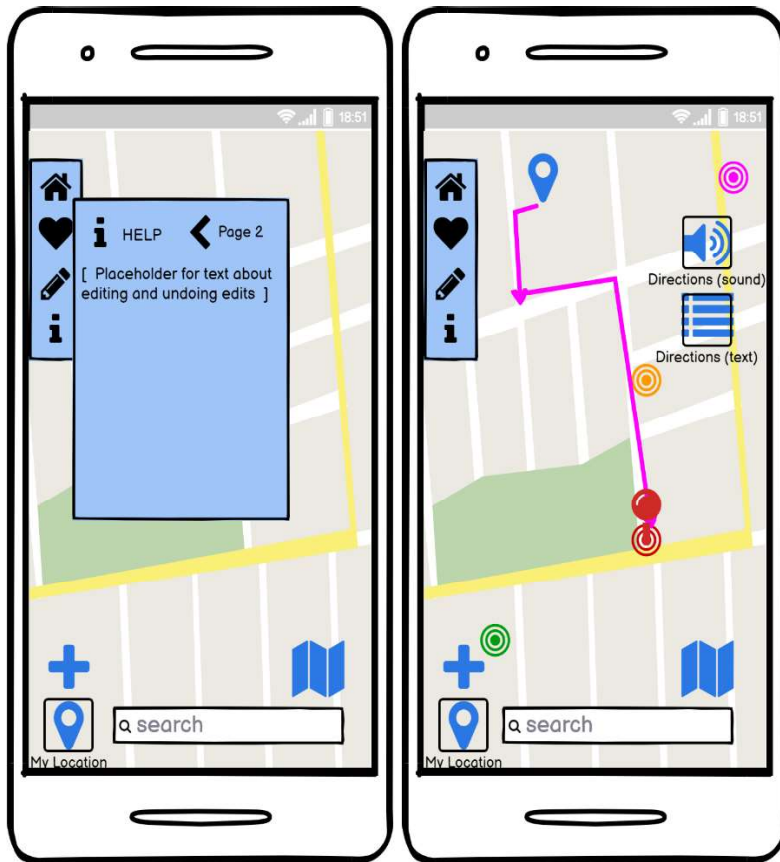 18:51
HELP
Page 2
[ Placeholder for text about
editing and undoing edits ]
search
My Location
18:51
Directions (sound)
Directions (text)
search
My Location